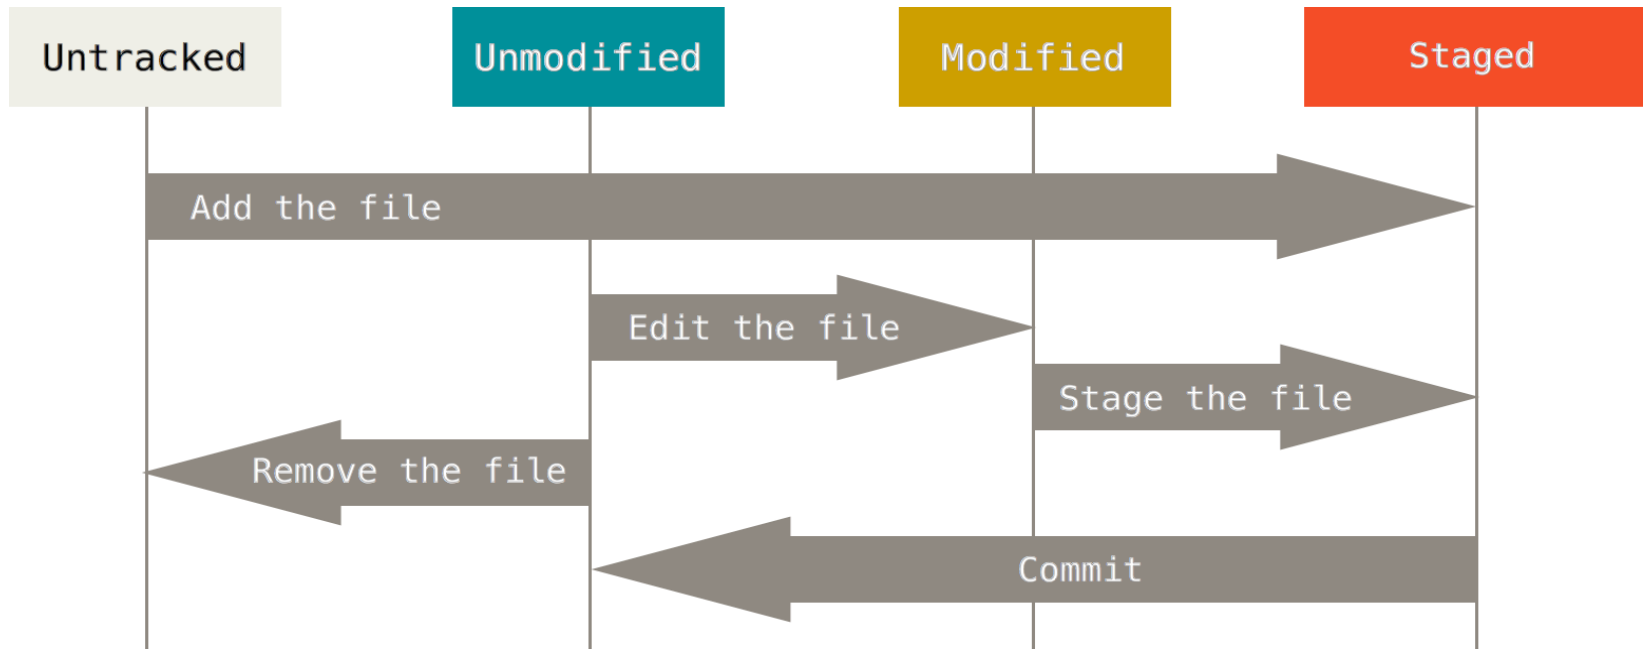 Untracked
Unmodified
Modified
Staged
Add the file
Edit the file
Stage the file
Remove the file
Commit